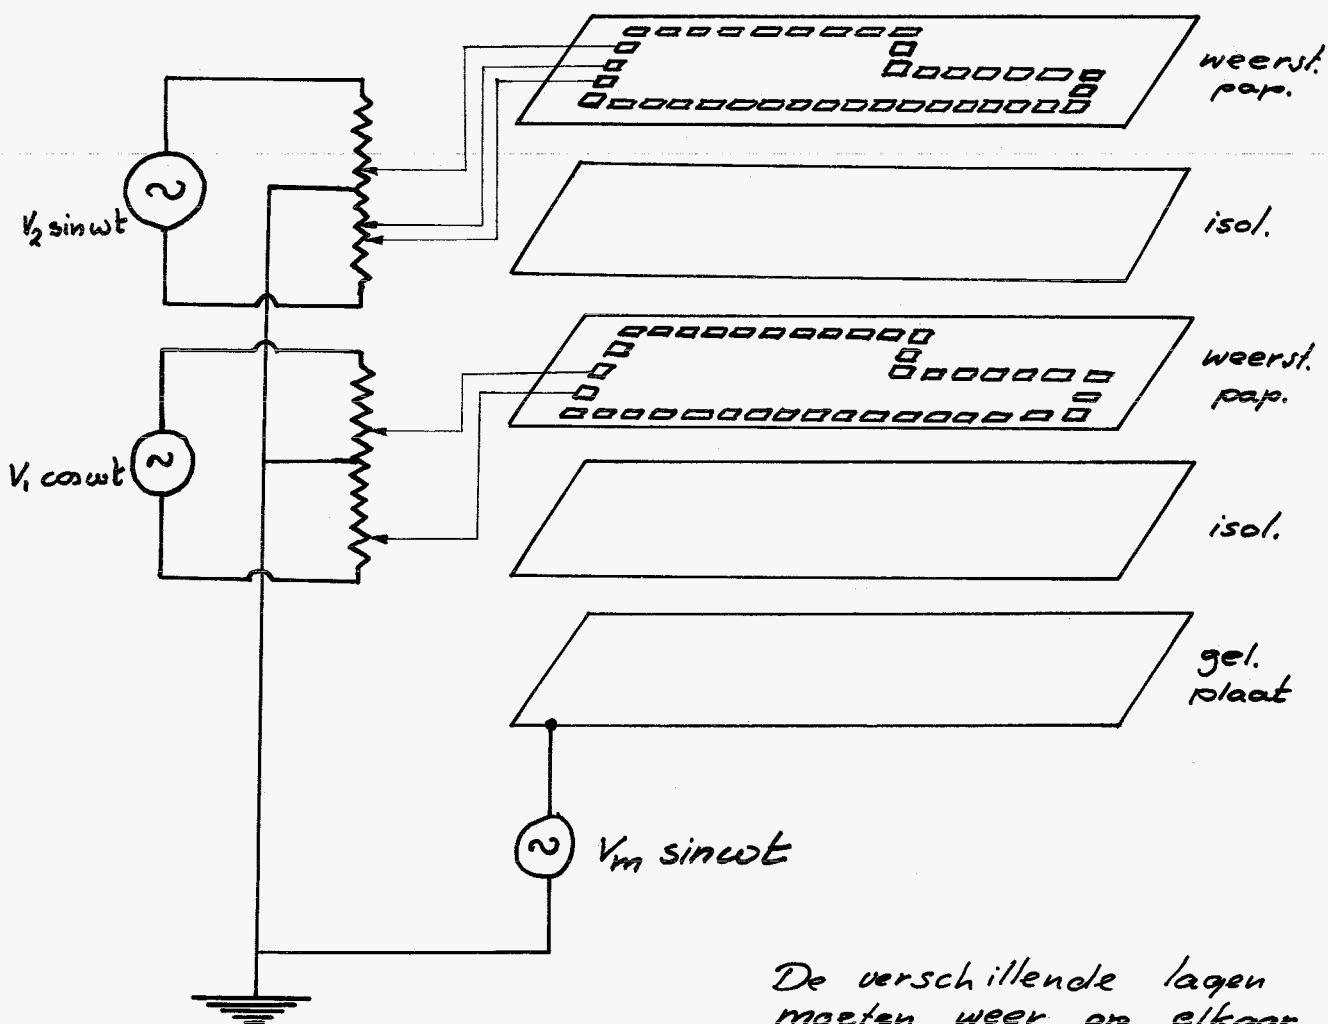 weerst.
pap.
V₂ sinωt
isol.
weerst.
pap.
V₁ cosωt
isol.
gel.
plaat
Vm sinωt
De verschillende lagen
moeten weer op elkaar